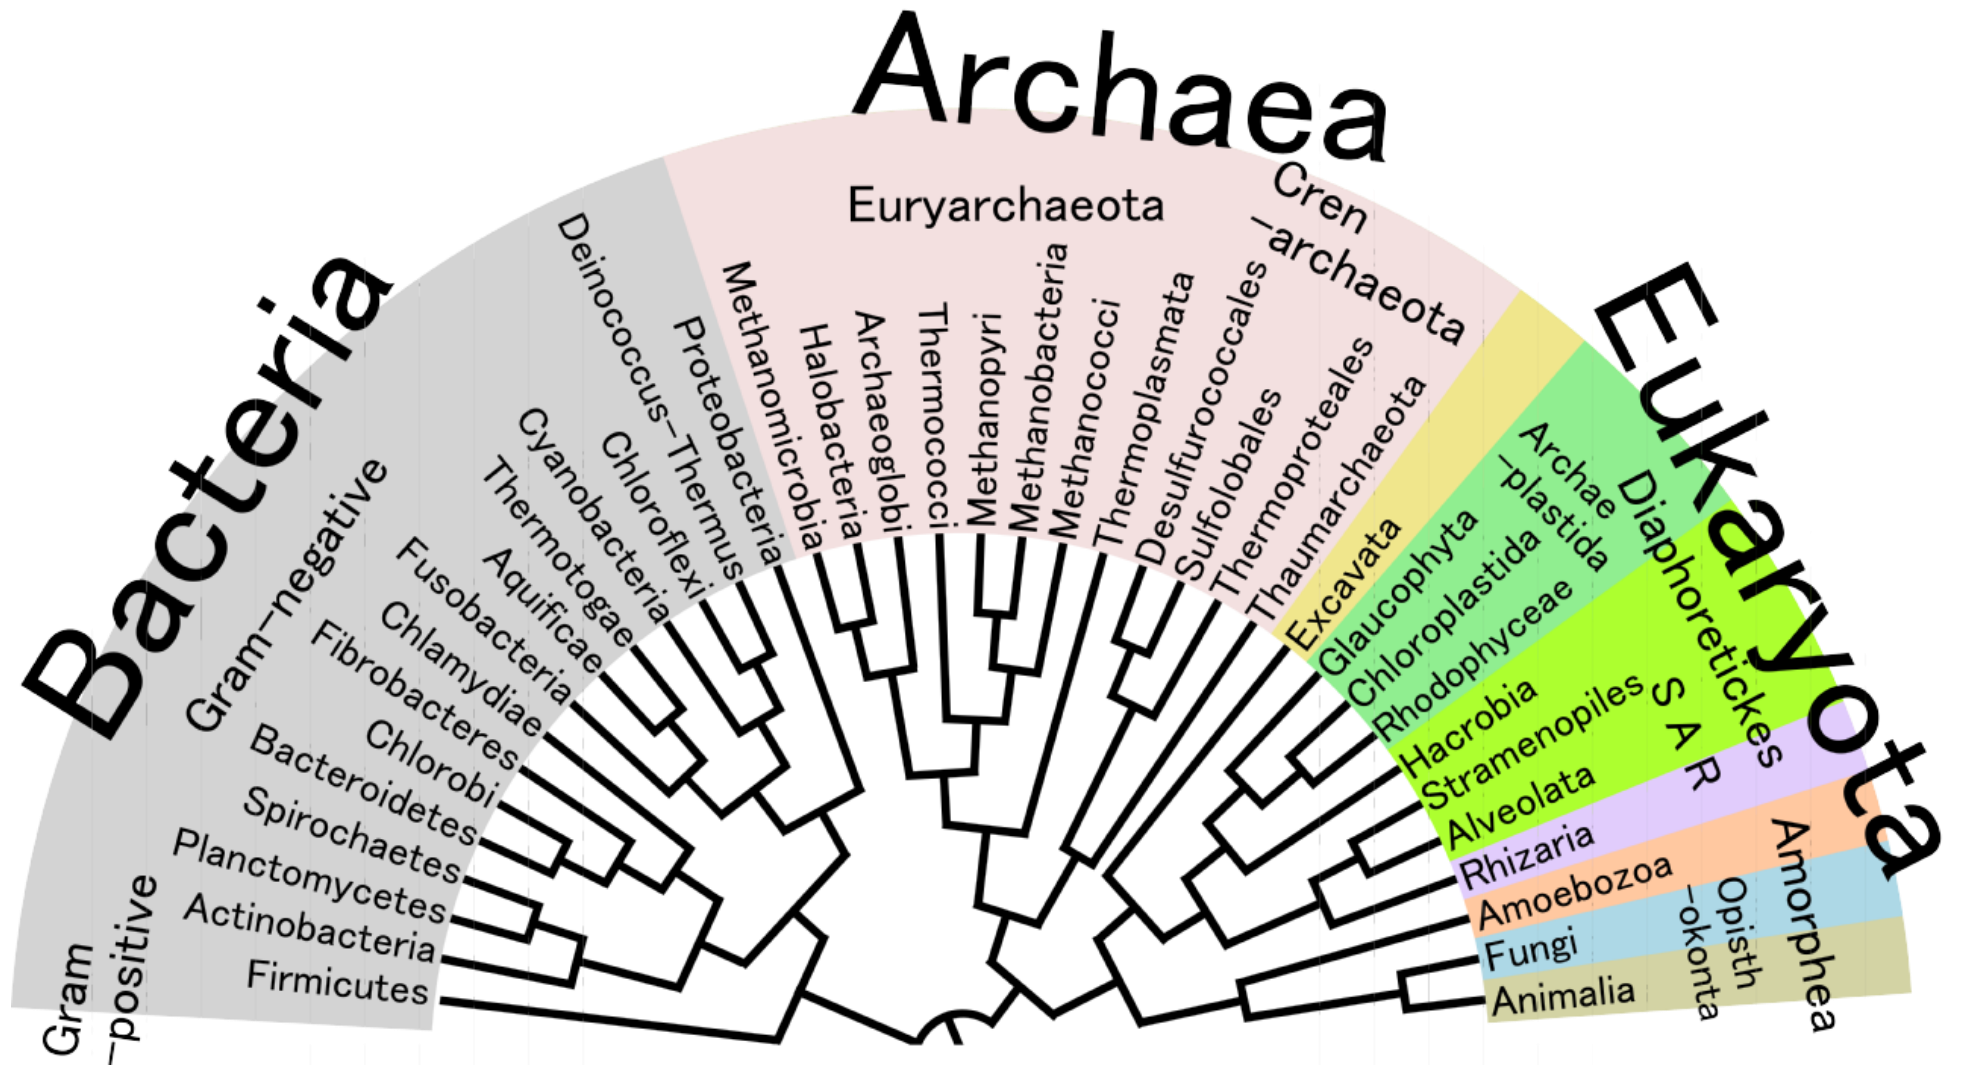 Bacteria
Archaea
Eukaryota
Gram
-positive
Gram-negative
Firmicutes
Actinobacteria
Planctomycetes
Spirochaetes
Bacteroidetes
Chlorobi
Fibrobacteres
Chlamydiae
Fusobacteria
Aquificae
Thermotogae
Cyanobacteria
Chloroflexi
Deinococcus-Thermus
Proteobacteria
Euryarchaeota
Methanomicrobia
Halobacteria
Archaeoglobi
Thermococci
Methanopyri
Methanobacteria
Methanococci
Thermoplasmata
Cren
-archaeota
Desulfurococcales
Sulfolobales
Thermoproteales
Thaumarchaeota
Excavata
Archae
-plastida
Diaphoretickes
Glaucophyta
Chloroplastida
Rhodophyceae
Hacrobia
Stramenopiles
Alveolata
S A R
Rhizaria
Amoebozoa
Fungi
Animalia
Opisth
-okonta
Amorphea